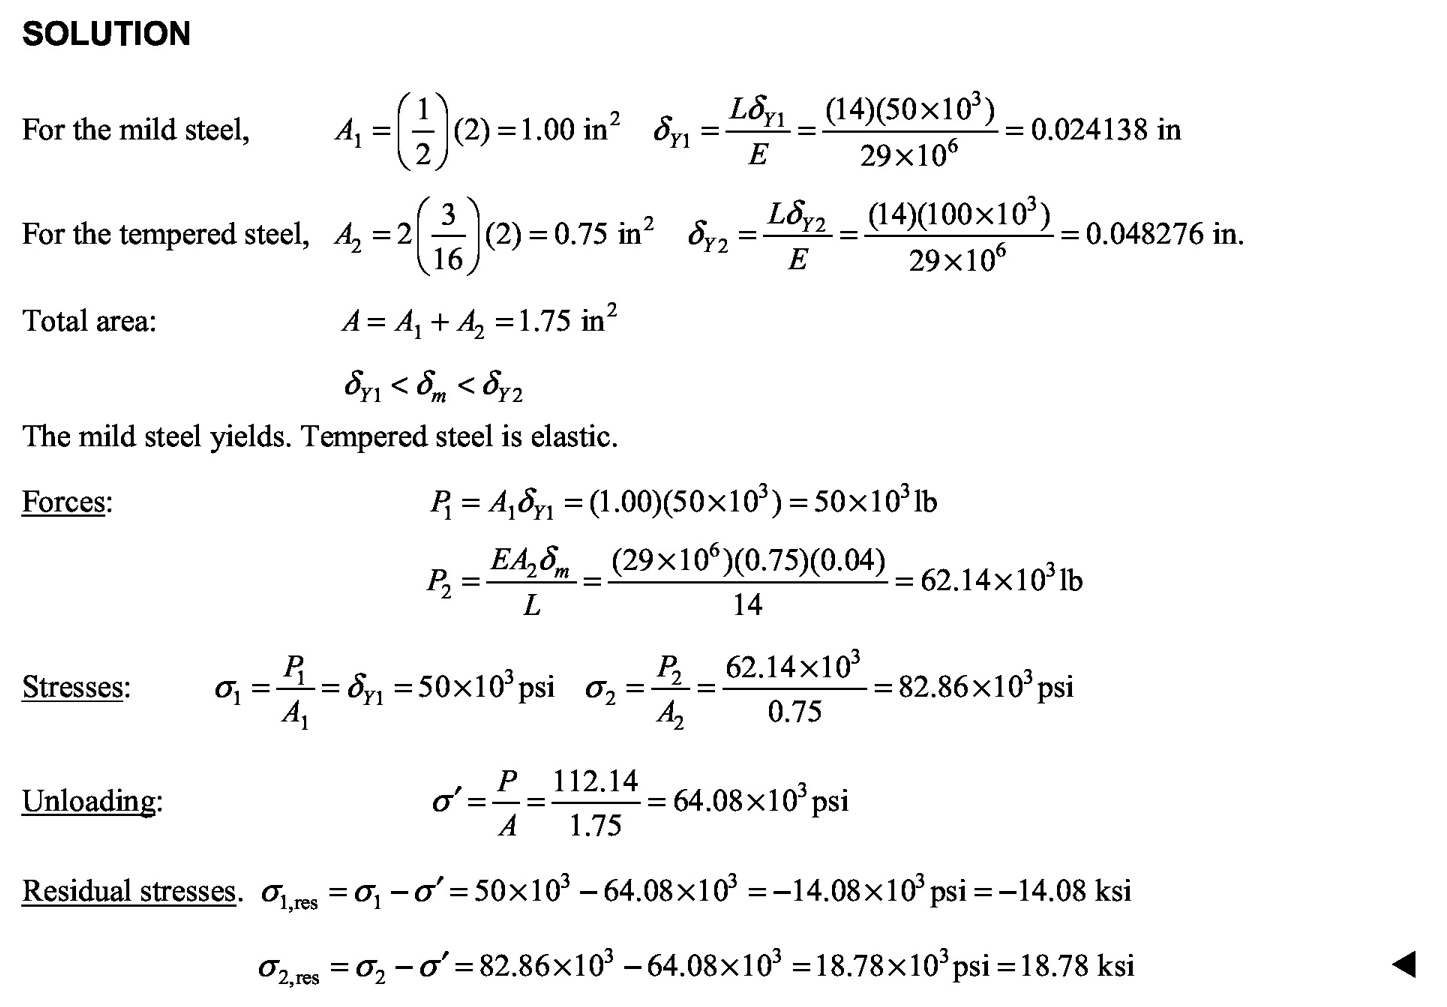 SOLUTION
For the mild steel, A₁ = (1/2)(2) = 1.00 in² δ_Y1 = Lδ_Y1/E = (14)(50×10³)/(29×10⁶) = 0.024138 in
For the tempered steel, A₂ = 2(3/16)(2) = 0.75 in² δ_Y2 = Lδ_Y2/E = (14)(100×10³)/(29×10⁶) = 0.048276 in.
Total area: A = A₁ + A₂ = 1.75 in²
δ_Y1 < δ_m < δ_Y2
The mild steel yields. Tempered steel is elastic.
Forces: P₁ = A₁δ_Y1 = (1.00)(50×10³) = 50×10³ lb
P₂ = EA₂δ_m/L = (29×10⁶)(0.75)(0.04)/14 = 62.14×10³ lb
Stresses: σ₁ = P₁/A₁ = δ_Y1 = 50×10³ psi σ₂ = P₂/A₂ = 62.14×10³/0.75 = 82.86×10³ psi
Unloading: σ′ = P/A = 112.14/1.75 = 64.08×10³ psi
Residual stresses. σ_1,res = σ₁ − σ′ = 50×10³ − 64.08×10³ = −14.08×10³ psi = −14.08 ksi
σ_2,res = σ₂ − σ′ = 82.86×10³ − 64.08×10³ = 18.78×10³ psi = 18.78 ksi ◄